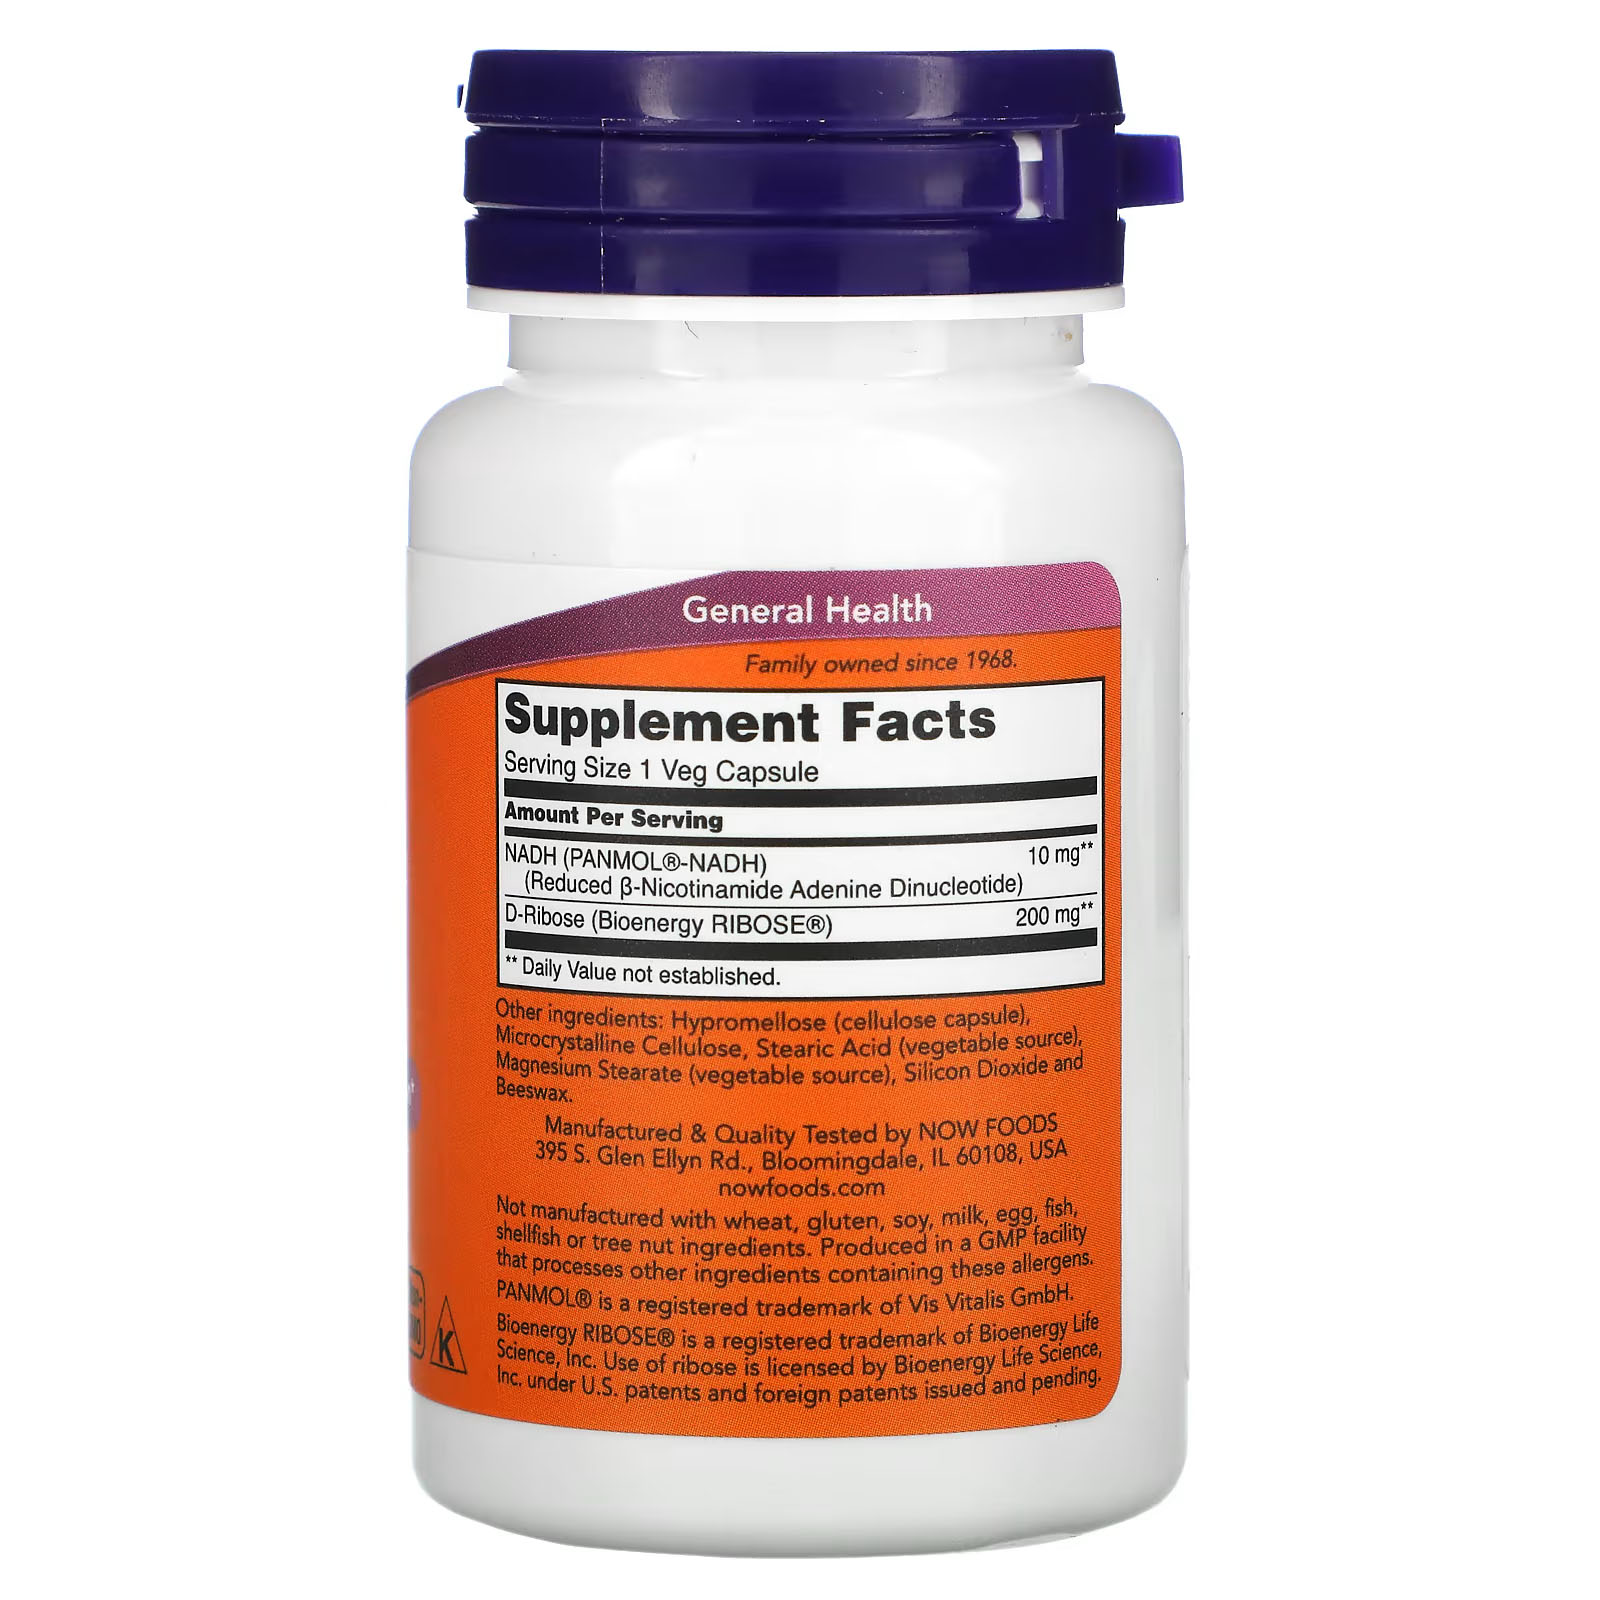 General Health
Family owned since 1968.
Supplement Facts
Serving Size 1 Veg Capsule
Amount Per Serving
NADH (PANMOL®-NADH) 10 mg**
(Reduced β-Nicotinamide Adenine Dinucleotide)
D-Ribose (Bioenergy RIBOSE®) 200 mg**
** Daily Value not established.
Other ingredients: Hypromellose (cellulose capsule),
Microcrystalline Cellulose, Stearic Acid (vegetable source),
Magnesium Stearate (vegetable source), Silicon Dioxide and
Beeswax.
Manufactured & Quality Tested by NOW FOODS
395 S. Glen Ellyn Rd., Bloomingdale, IL 60108, USA
nowfoods.com
Not manufactured with wheat, gluten, soy, milk, egg, fish,
shellfish or tree nut ingredients. Produced in a GMP facility
that processes other ingredients containing these allergens.
PANMOL® is a registered trademark of Vis Vitalis GmbH.
Bioenergy RIBOSE® is a registered trademark of Bioenergy Life
Science, Inc. Use of ribose is licensed by Bioenergy Life Science,
Inc. under U.S. patents and foreign patents issued and pending.
K